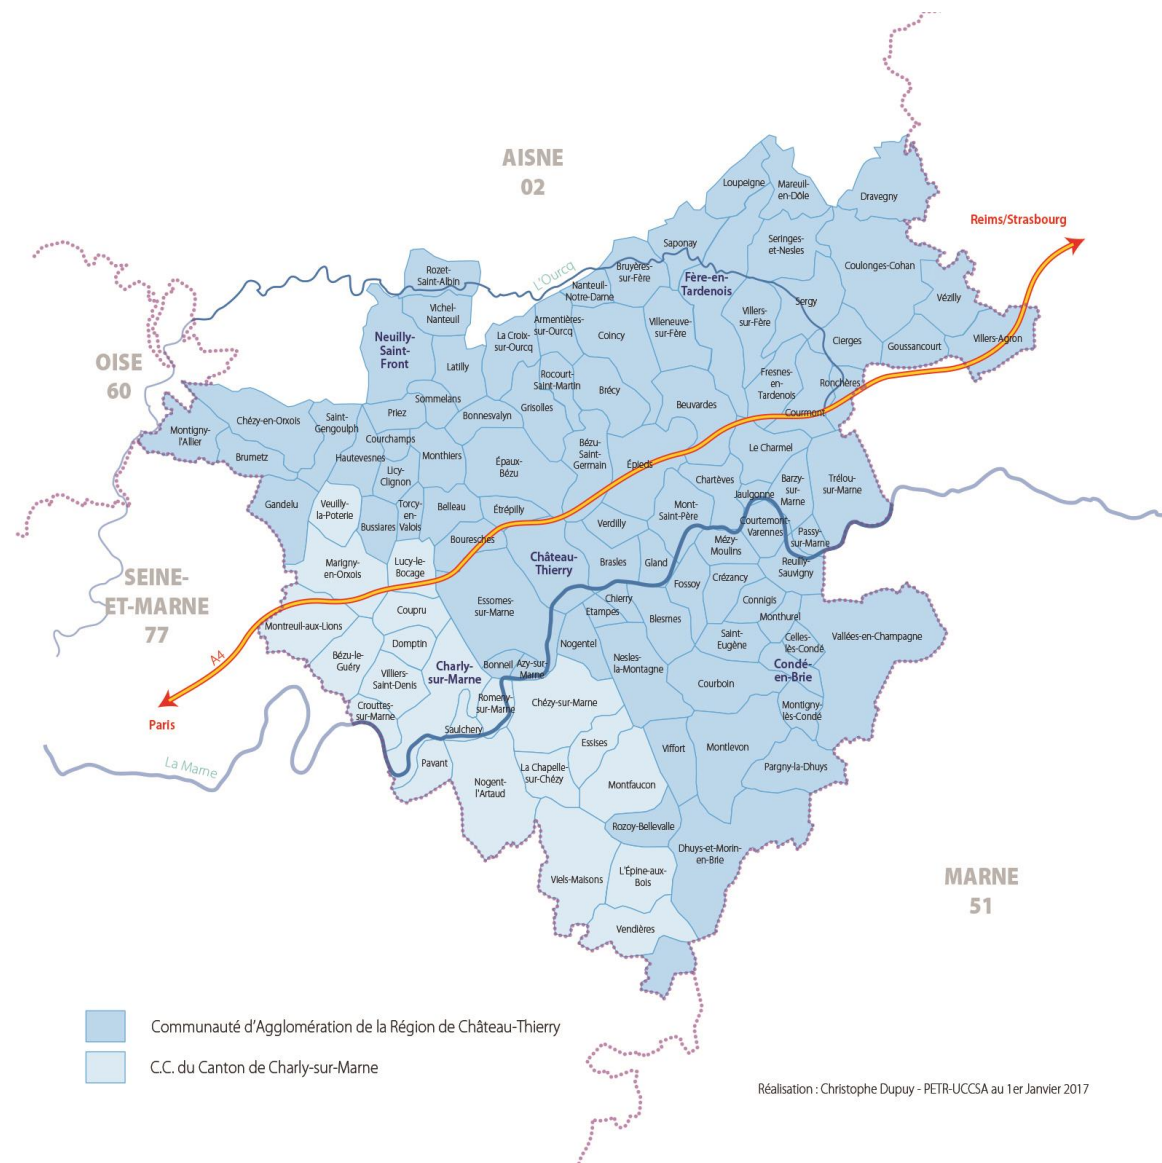 AISNE
02
Reims/Strasbourg
OISE
60
SEINE-
ET-MARNE
77
MARNE
51
A4
Paris
La Marne
L'Ourcq
Loupeigne
Mareuil-
en-Dôle
Dravegny
Saponay
Seringes-
et-Nesles
Coulonges-Cohan
Rozet-
Saint-Albin
Bruyères-
sur-Fère
Fère-en-
Tardenois
Nanteuil-
Notre-Dame
Vézilly
Sergy
Vichel-
Nanteuil
Villers-
sur-Fère
Armentières-
sur-Ourcq
Villeneuve-
sur-Fère
Coincy
La Croix-
sur-Ourcq
Cierges
Goussancourt
Villers-Agron
Neuilly-
Saint-
Front
Latilly
Rocourt-
Saint-Martin
Brécy
Fresnes-
en-
Tardenois
Ronchères
Sommelans
Grisolles
Beuvardes
Courmont
Priez
Bonnesvalyn
Chézy-en-Orxois
Saint-
Gengoulph
Montigny-
l'Allier
Courchamps
Brumetz
Hautevesnes
Monthiers
Épaux-
Bézu
Bézu-
Saint-
Germain
Épieds
Le Charmel
Licy-
Clignon
Chartèves
Barzy-
sur-
Marne
Trélou-
sur-Marne
Jaulgonne
Gandelu
Veuilly-
la-Poterie
Torcy-
en-
Valois
Belleau
Étrépilly
Mont-
Saint-Père
Bussiares
Verdilly
Courtemont-
Varennes
Passy-
sur-Marne
Bouresches
Mézy-
Moulins
Château-
Thierry
Brasles
Gland
Reuilly-
Sauvigny
Marigny-
en-Orxois
Lucy-le-
Bocage
Fossoy
Crézancy
Essomes-
sur-Marne
Chierry
Etampes
Connigis
Coupru
Blesmes
Monthurel
Montreuil-aux-Lions
Domptin
Nogentel
Saint-
Eugène
Celles-
lès-Condé
Vallées-en-Champagne
Bézu-le-
Guéry
Charly-
sur-Marne
Bonneil
Azy-sur-
Marne
Nesles-
la-Montagne
Condé-
en-Brie
Villiers-
Saint-Denis
Courboin
Romeny-
sur-Marne
Chézy-sur-Marne
Crouttes-
sur-Marne
Montigny-
lès-Condé
Saulchery
Essises
Viffort
Montlevon
Pavant
La Chapelle-
sur-Chézy
Pargny-la-Dhuys
Nogent-
l'Artaud
Montfaucon
Rozoy-Bellevalle
Dhuys-et-Morin-
en-Brie
Viels-Maisons
L'Épine-aux-
Bois
Vendières
Communauté d'Agglomération de la Région de Château-Thierry
C.C. du Canton de Charly-sur-Marne
Réalisation : Christophe Dupuy - PETR-UCCSA au 1er Janvier 2017